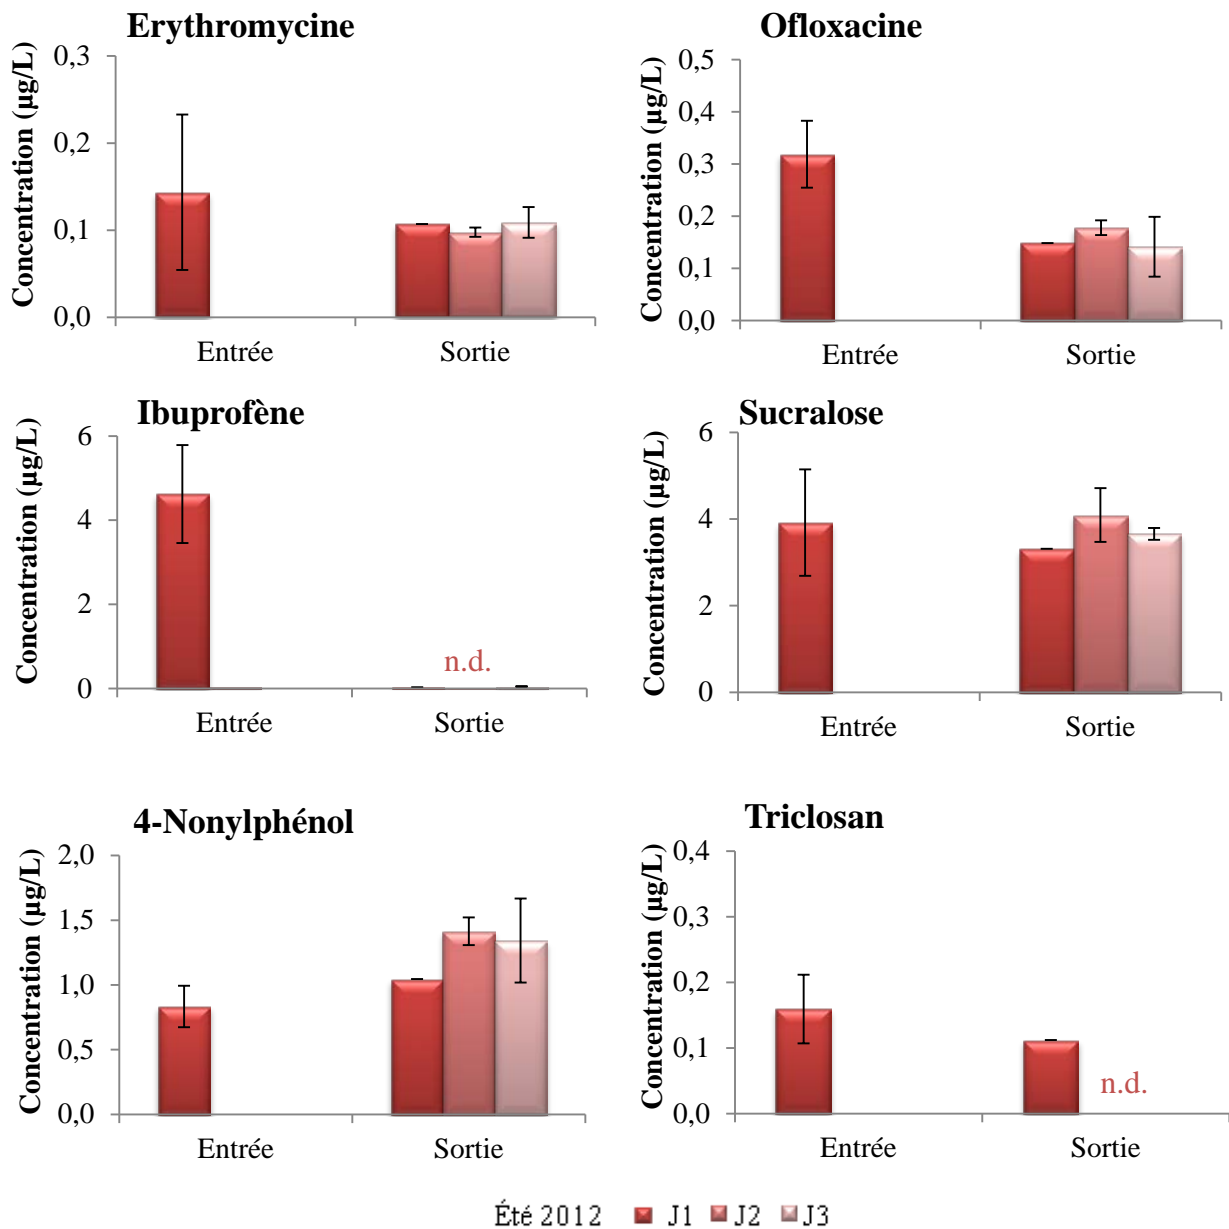 Erythromycine
Concentration (µg/L)
0,3
0,2
0,1
0,0
Entrée
Sortie
Ofloxacine
Concentration (µg/L)
0,5
0,4
0,3
0,2
0,1
0,0
Entrée
Sortie
Ibuprofène
Concentration (µg/L)
6
4
2
0
n.d.
Entrée
Sortie
Sucralose
Concentration (µg/L)
6
4
2
0
Entrée
Sortie
4-Nonylphénol
Concentration (µg/L)
2,0
1,5
1,0
0,5
0,0
Entrée
Sortie
Triclosan
Concentration (µg/L)
0,4
0,3
0,2
0,1
0,0
n.d.
Entrée
Sortie
Été 2012 J1 J2 J3